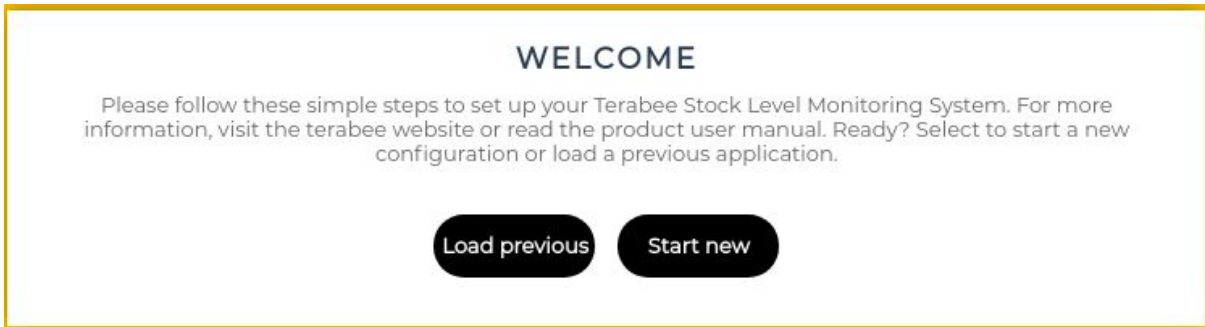 WELCOME
Please follow these simple steps to set up your Terabee Stock Level Monitoring System. For more
information, visit the terabee website or read the product user manual. Ready? Select to start a new
configuration or load a previous application.
Load previous
Start new